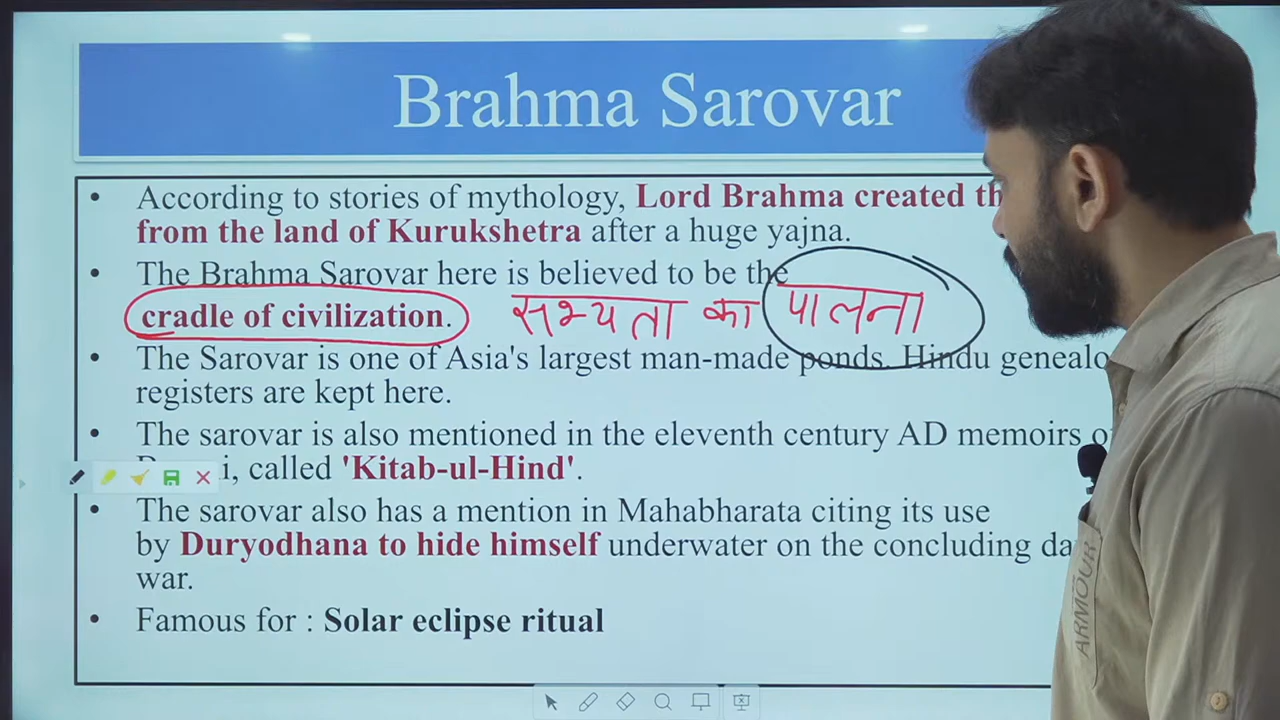 Brahma Sarovar
• According to stories of mythology, Lord Brahma created
from the land of Kurukshetra after a huge yajna.
• The Brahma Sarovar here is believed to be the
cradle of civilization. सभ्यता का पालना
• The Sarovar is one of Asia's largest man-made ponds. Hindu
registers are kept here.
• The sarovar is also mentioned in the eleventh century AD memoirs
called 'Kitab-ul-Hind'.
• The sarovar also has a mention in Mahabharata citing its use
by Duryodhana to hide himself underwater on the concluding
war.
• Famous for : Solar eclipse ritual
ARMOUR